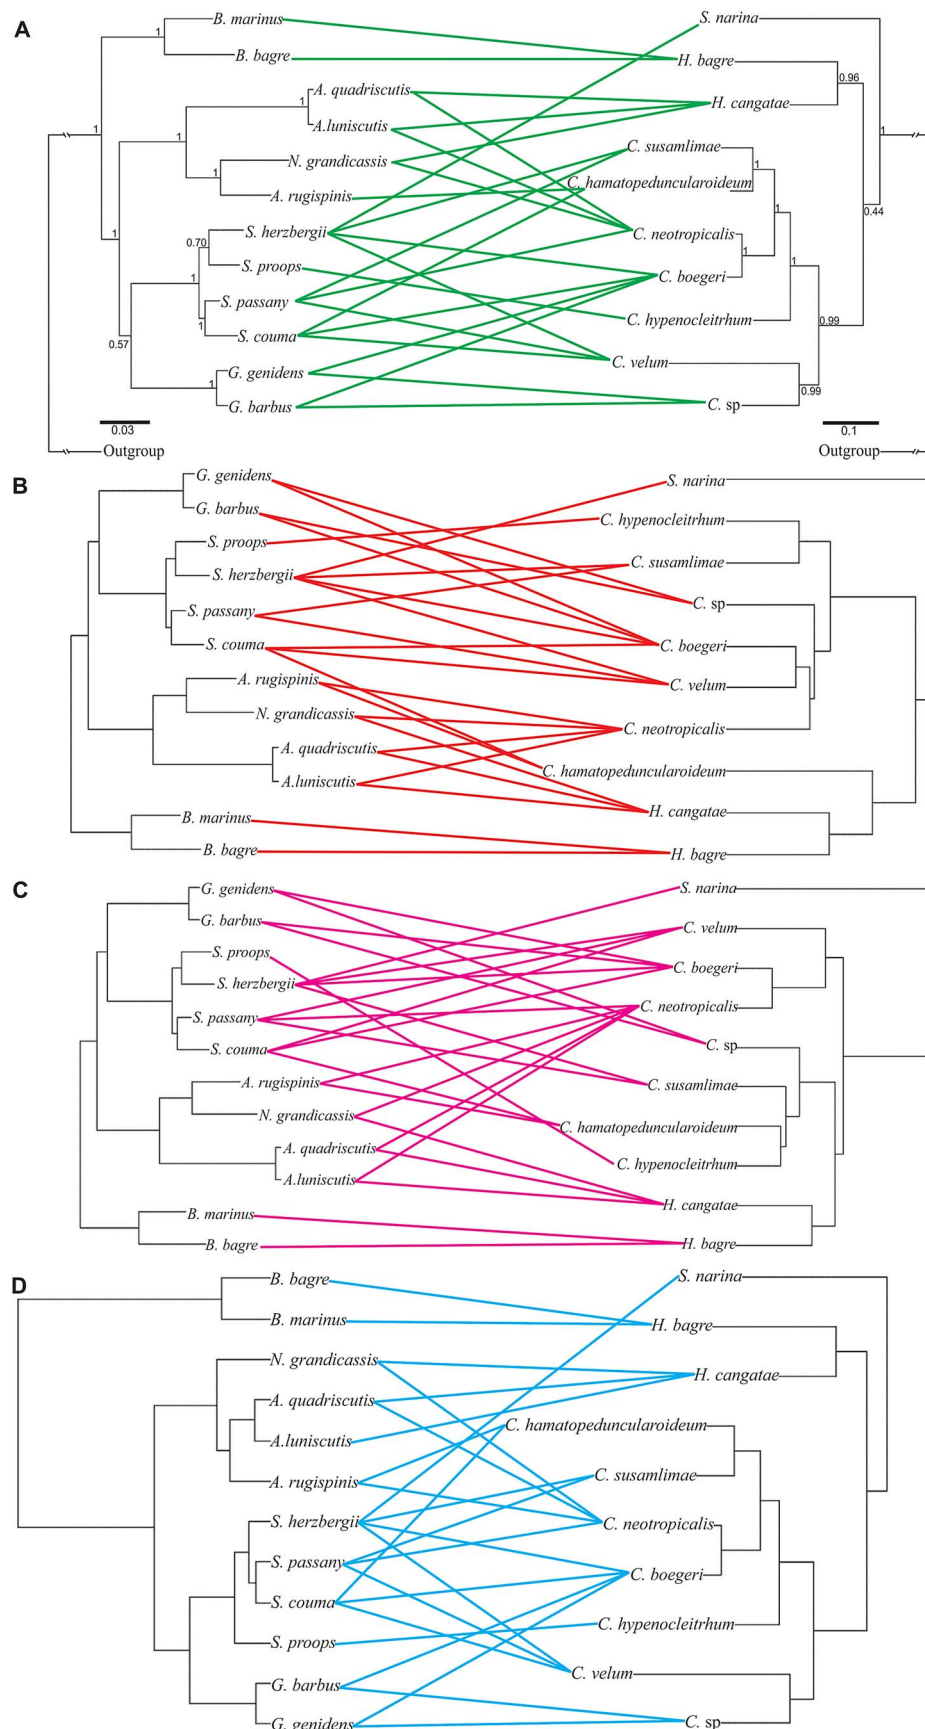 A
B. marinus
S. narina
B. bagre
H. bagre
1
1
0.96
A. quadriscutis
H. cangatae
1
A.luniscutis
1
1
C. susamlimae
N. grandicassis
1
1
C. hamatopeduncularoideum
A. rugispinis
0.44
S. herzbergii
C. neotropicalis
1
1
0.70
1
1
S. proops
C. boegeri
1
S. passany
C. hypenocleitrhum
1
0.99
S. couma
0.57
C. velum
G. genidens
1
0.99
G. barbus
C. sp
0.03
0.1
Outgroup
Outgroup
B
G. genidens
S. narina
G. barbus
C. hypenocleitrhum
S. proops
C. susamlimae
S. herzbergii
C. sp
S. passany
S. couma
C. boegeri
A. rugispinis
C. velum
N. grandicassis
C. neotropicalis
A. quadriscutis
C. hamatopeduncularoideum
A.luniscutis
B. marinus
H. cangatae
B. bagre
H. bagre
C
G. genidens
S. narina
G. barbus
C. velum
S. proops
C. boegeri
S. herzbergii
C. neotropicalis
S. passany
C. sp
S. couma
A. rugispinis
C. susamlimae
N. grandicassis
C. hamatopeduncularoideum
A. quadriscutis
C. hypenocleitrhum
A.luniscutis
H. cangatae
B. marinus
B. bagre
H. bagre
D
B. bagre
S. narina
B. marinus
H. bagre
N. grandicassis
H. cangatae
A. quadriscutis
C. hamatopeduncularoideum
A.luniscutis
A. rugispinis
C. susamlimae
S. herzbergii
C. neotropicalis
S. passany
C. boegeri
S. couma
C. hypenocleitrhum
S. proops
C. velum
G. barbus
C. sp
G. genidens